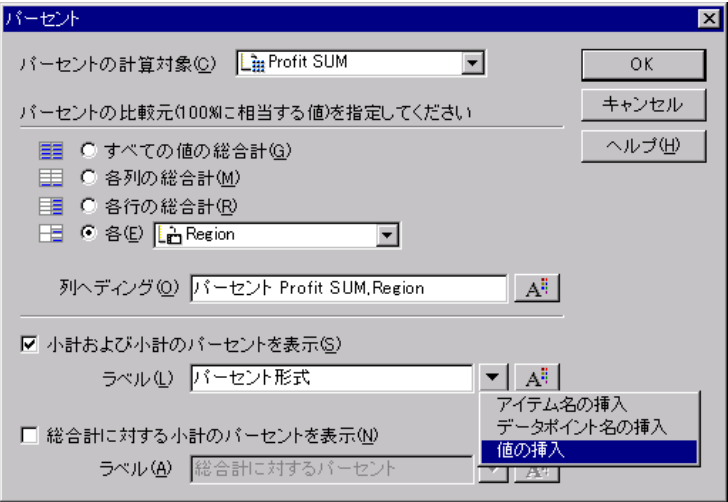 パーセント
パーセントの計算対象(C) Profit SUM
OK
パーセントの比較元(100%に相当する値)を指定してください
キャンセル
すべての値の総合計(G)
ヘルプ(H)
各列の総合計(M)
各行の総合計(R)
各(E) Region
列ヘディング(O) パーセント Profit SUM,Region A
小計および小計のパーセントを表示(S)
ラベル(L) パーセント形式 A
アイテム名の挿入
データポイント名の挿入
値の挿入
総合計に対する小計のパーセントを表示(N)
ラベル(A) 総合計に対するパーセント A